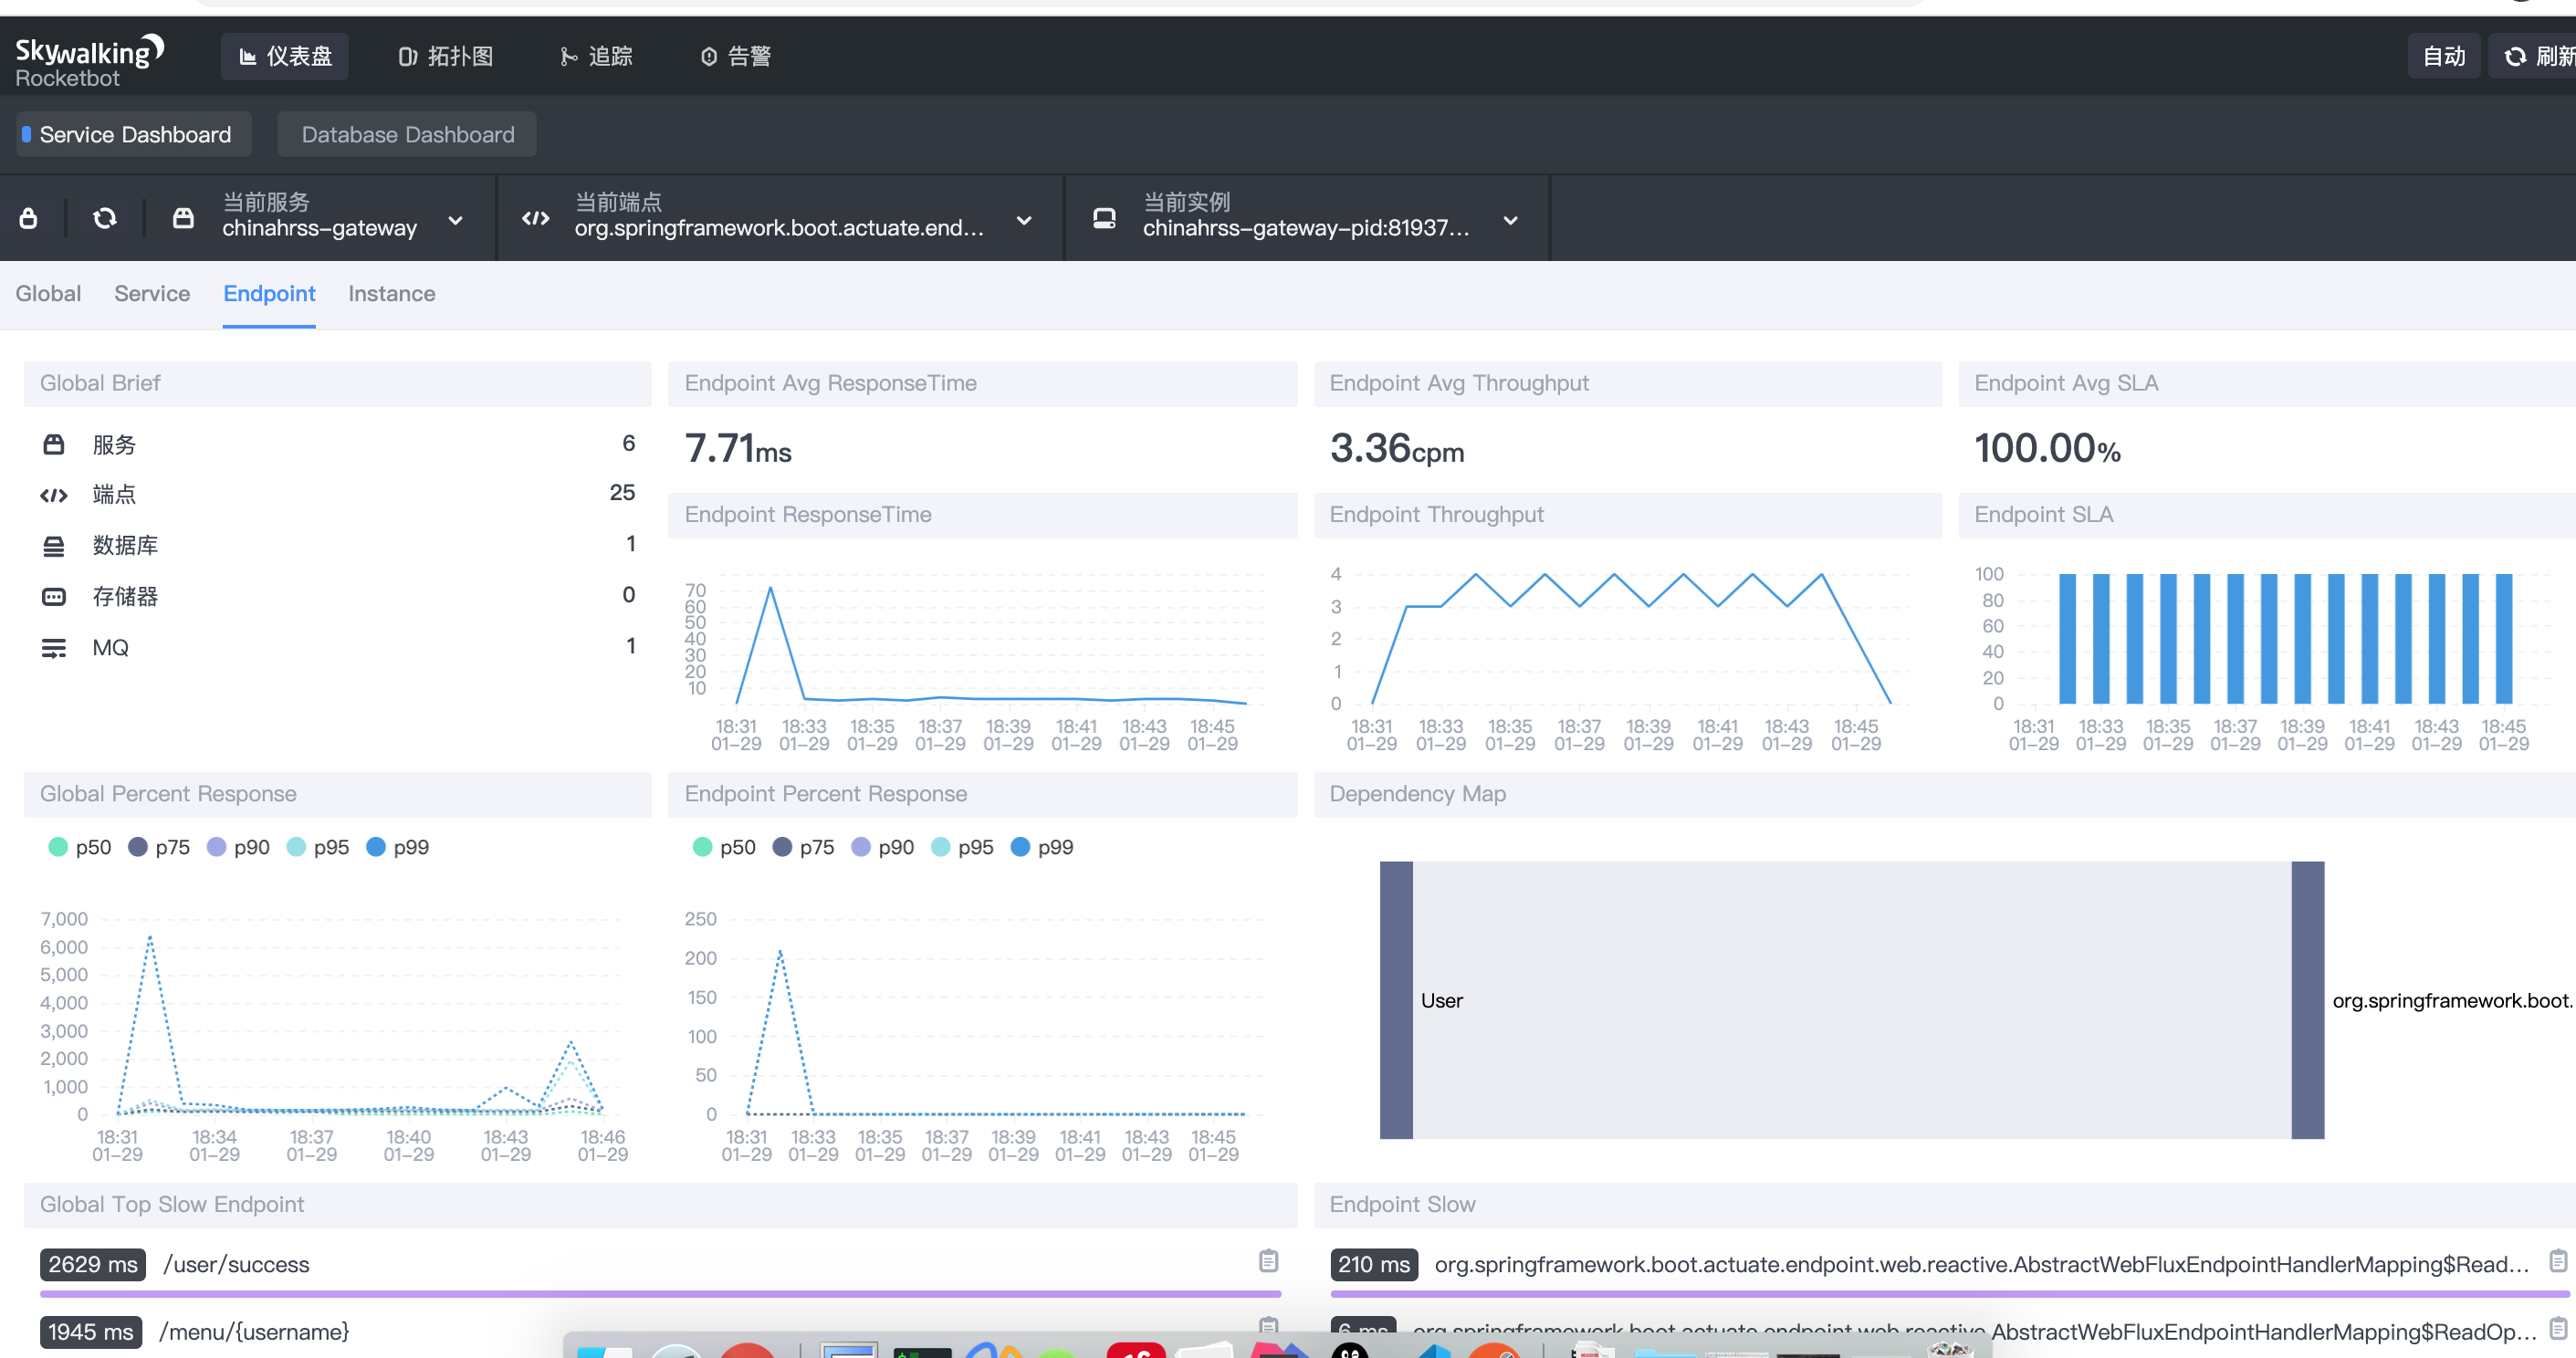 Skywalking
Rocketbot
仪表盘
拓扑图
追踪
告警
自动
刷新
Service Dashboard
Database Dashboard
当前服务
chinahrss-gateway
当前端点
org.springframework.boot.actuate.end...
当前实例
chinahrss-gateway-pid:81937...
Global
Service
Endpoint
Instance
Global Brief
服务 6
端点 25
数据库 1
存储器 0
MQ 1
Endpoint Avg ResponseTime
7.71ms
Endpoint Avg Throughput
3.36cpm
Endpoint Avg SLA
100.00%
Endpoint ResponseTime
70
60
50
40
30
20
10
18:31 18:33 18:35 18:37 18:39 18:41 18:43 18:45
01-29 01-29 01-29 01-29 01-29 01-29 01-29 01-29
Endpoint Throughput
4
3
2
1
0
18:31 18:33 18:35 18:37 18:39 18:41 18:43 18:45
01-29 01-29 01-29 01-29 01-29 01-29 01-29 01-29
Endpoint SLA
100
80
60
40
20
0
18:31 18:33 18:35 18:37 18:39 18:41 18:43 18:45
01-29 01-29 01-29 01-29 01-29 01-29 01-29 01-29
Global Percent Response
p50 p75 p90 p95 p99
7,000
6,000
5,000
4,000
3,000
2,000
1,000
0
18:31 18:34 18:37 18:40 18:43 18:46
01-29 01-29 01-29 01-29 01-29 01-29
Endpoint Percent Response
p50 p75 p90 p95 p99
250
200
150
100
50
0
18:31 18:33 18:35 18:37 18:39 18:41 18:43 18:45
01-29 01-29 01-29 01-29 01-29 01-29 01-29 01-29
Dependency Map
User
org.springframework.boot.
Global Top Slow Endpoint
2629 ms /user/success
1945 ms /menu/{username}
Endpoint Slow
210 ms org.springframework.boot.actuate.endpoint.web.reactive.AbstractWebFluxEndpointHandlerMapping$Read...
6 ms org.springframework.boot.actuate.endpoint.web.reactive.AbstractWebFluxEndpointHandlerMapping$ReadOp...